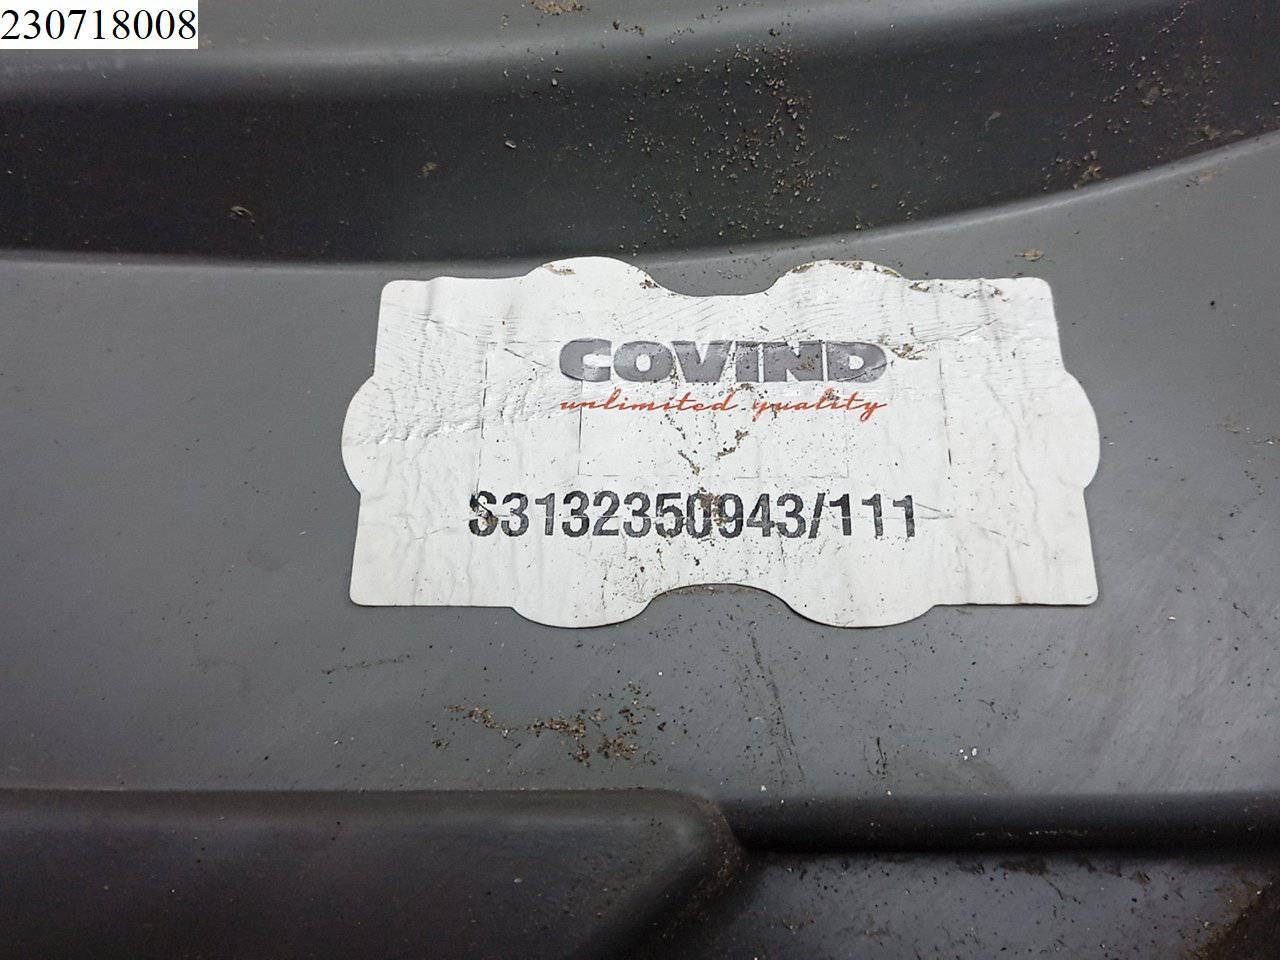 230718008
COVIND
unlimited quality
S3132350943/111